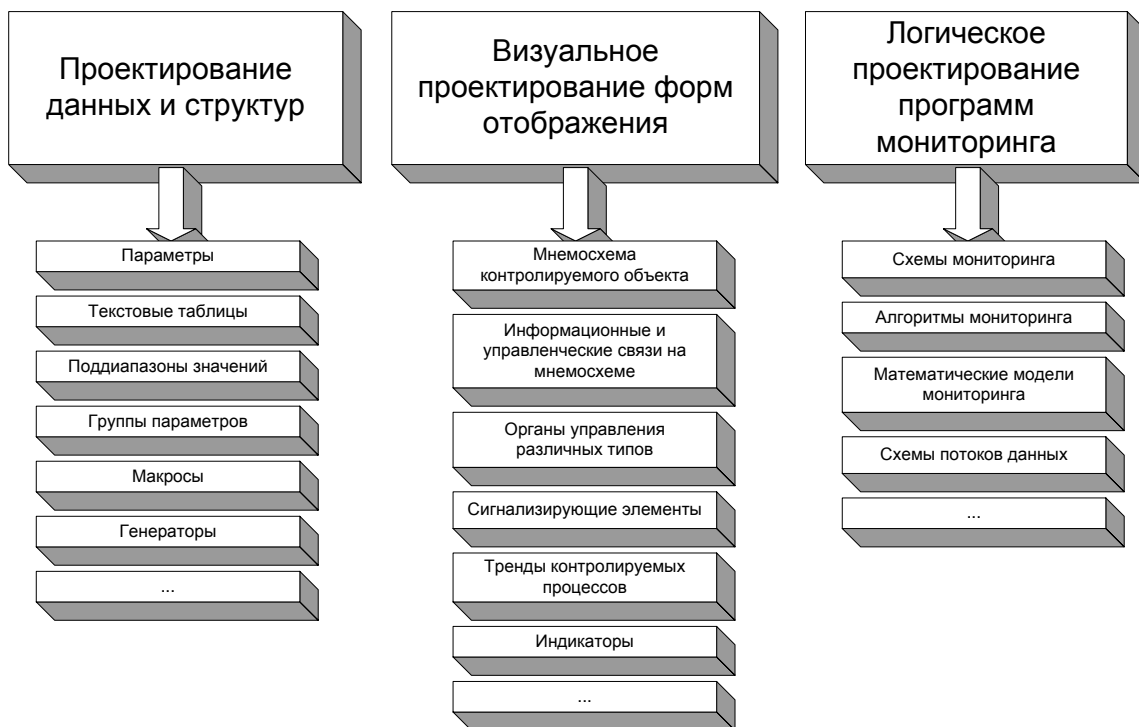 Проектирование
данных и структур
Параметры
Текстовые таблицы
Поддиапазоны значений
Группы параметров
Макросы
Генераторы
...
Визуальное
проектирование форм
отображения
Мнемосхема
контролируемого объекта
Информационные и
управленческие связи на
мнемосхеме
Органы управления
различных типов
Сигнализирующие элементы
Тренды контролируемых
процессов
Индикаторы
...
Логическое
проектирование
программ
мониторинга
Схемы мониторинга
Алгоритмы мониторинга
Математические модели
мониторинга
Схемы потоков данных
...